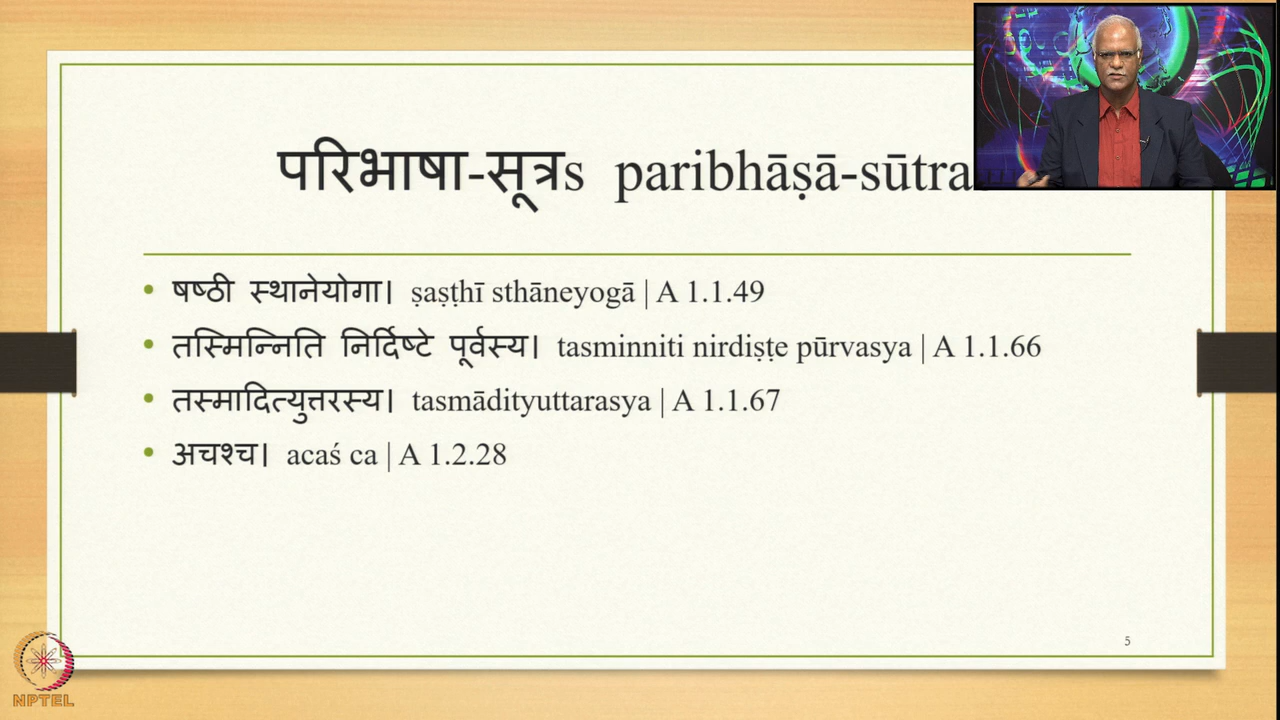 परिभाषा-सूत्रs paribhāṣā-sūtra
• षष्ठी स्थानेयोगा। ṣaṣṭhī sthāneyogā | A 1.1.49
• तस्मिन्निति निर्दिष्टे पूर्वस्य। tasminniti nirdiṣṭe pūrvasya | A 1.1.66
• तस्मादित्युत्तरस्य। tasmādityuttarasya | A 1.1.67
• अचश्च। acaś ca | A 1.2.28
5
NPTEL